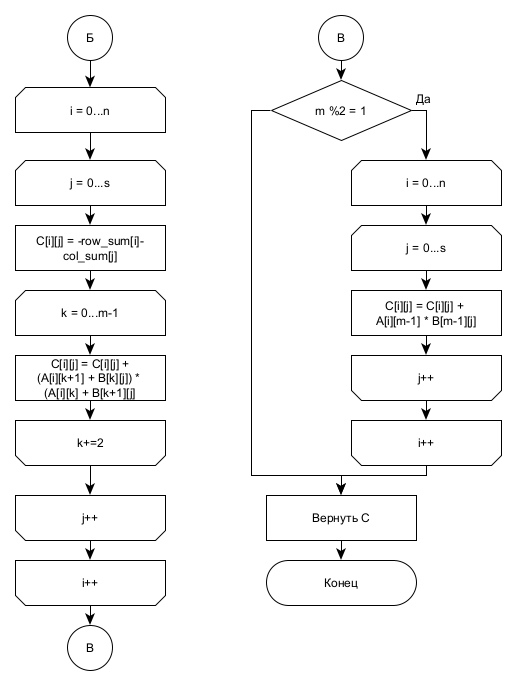 Б
i = 0...n
j = 0...s
C[i][j] = -row_sum[i]-
col_sum[j]
k = 0...m-1
C[i][j] = C[i][j] +
(A[i][k+1] + B[k][j]) *
(A[i][k] + B[k+1][j]
k+=2
j++
i++
В
В
m %2 = 1
Да
i = 0...n
j = 0...s
C[i][j] = C[i][j] +
A[i][m-1] * B[m-1][j]
j++
i++
Вернуть С
Конец